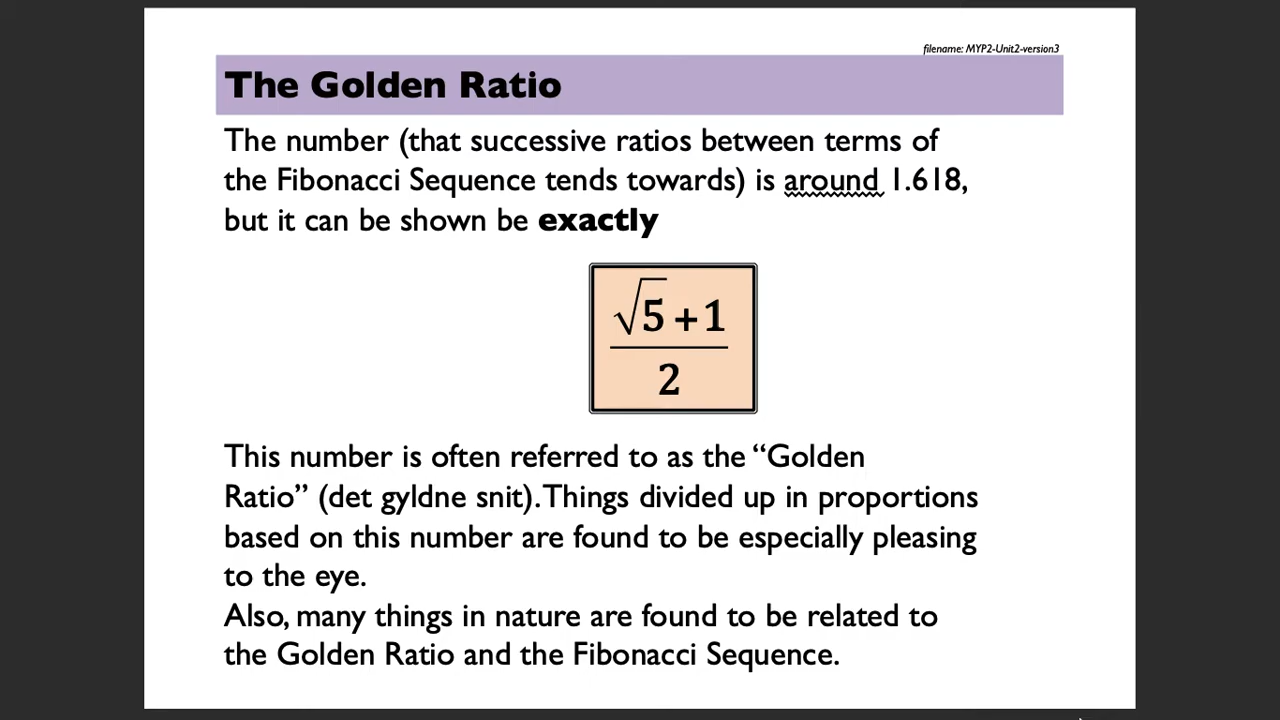 filename: MYP2-Unit2-version3
The Golden Ratio
The number (that successive ratios between terms of
the Fibonacci Sequence tends towards) is around 1.618,
but it can be shown be exactly
√5+1
2
This number is often referred to as the “Golden
Ratio” (det gyldne snit). Things divided up in proportions
based on this number are found to be especially pleasing
to the eye.
Also, many things in nature are found to be related to
the Golden Ratio and the Fibonacci Sequence.